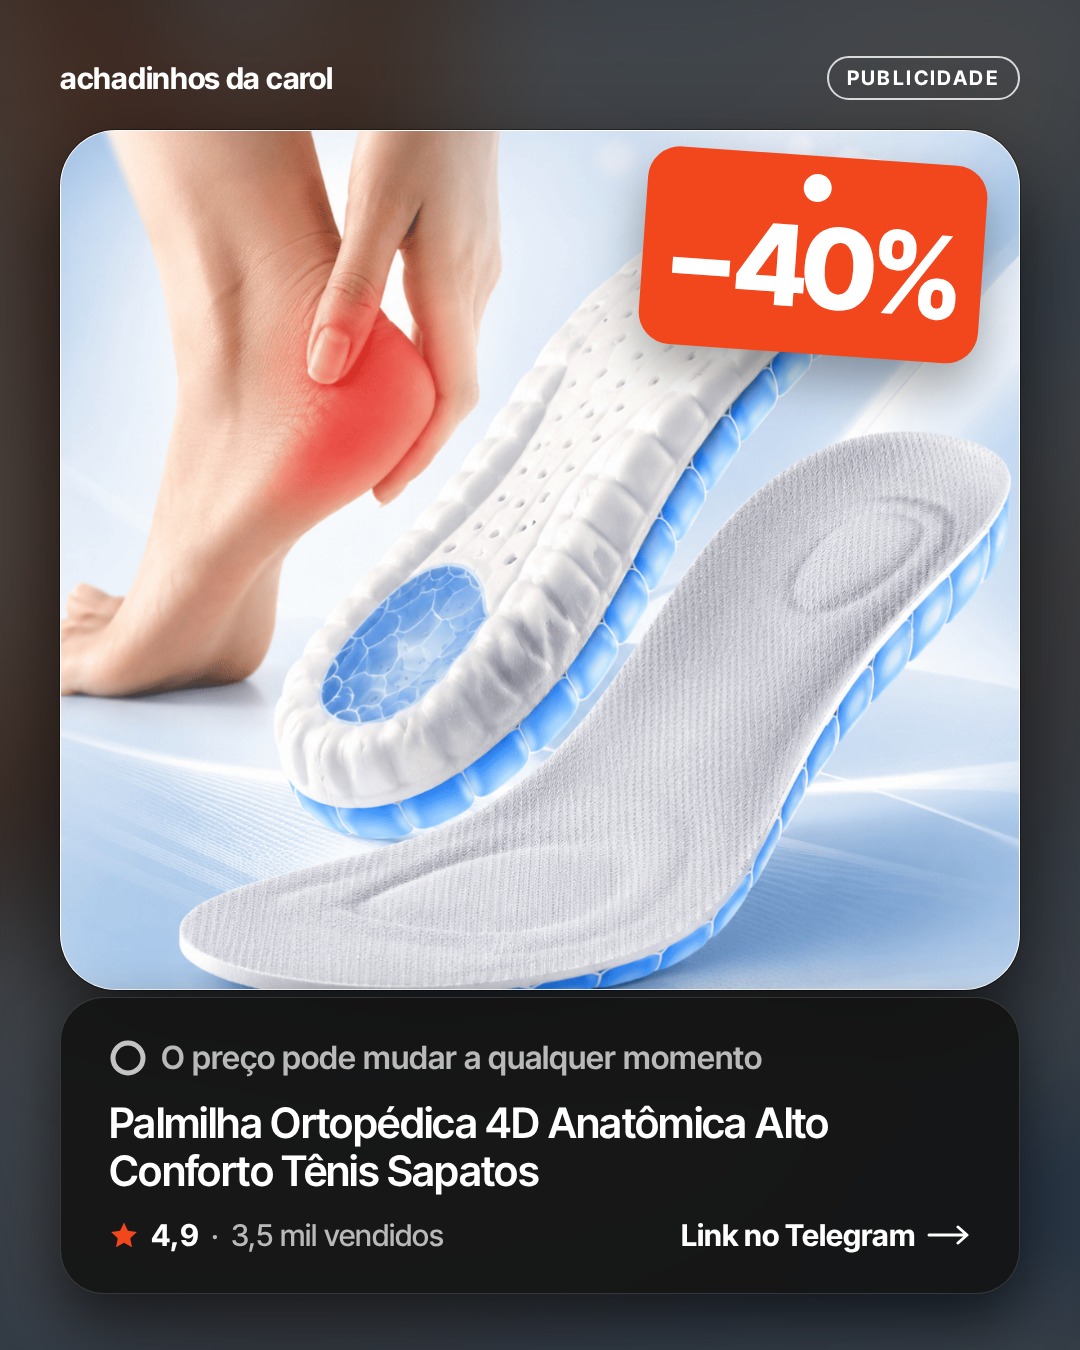 achadinhos da carol
PUBLICIDADE
–40%
O preço pode mudar a qualquer momento
Palmilha Ortopédica 4D Anatômica Alto
Conforto Tênis Sapatos
4,9 · 3,5 mil vendidos
Link no Telegram →